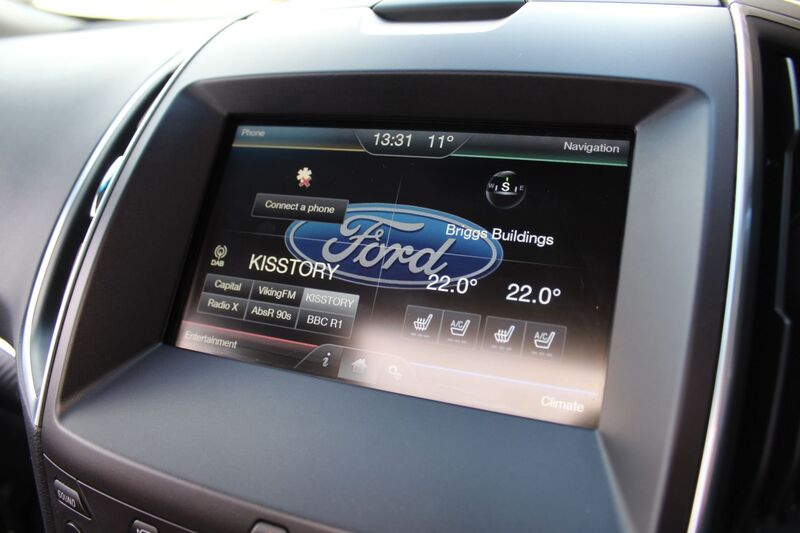 Phone
13:31 11°
Navigation
W S E
Connect a phone
Ford
Briggs Buildings
DAB
KISSTORY
22.0° 22.0°
Capital VikingFM KISSTORY
Radio X AbsR 90s BBC R1
A/C A/C
Entertainment
i
Climate
SOUND